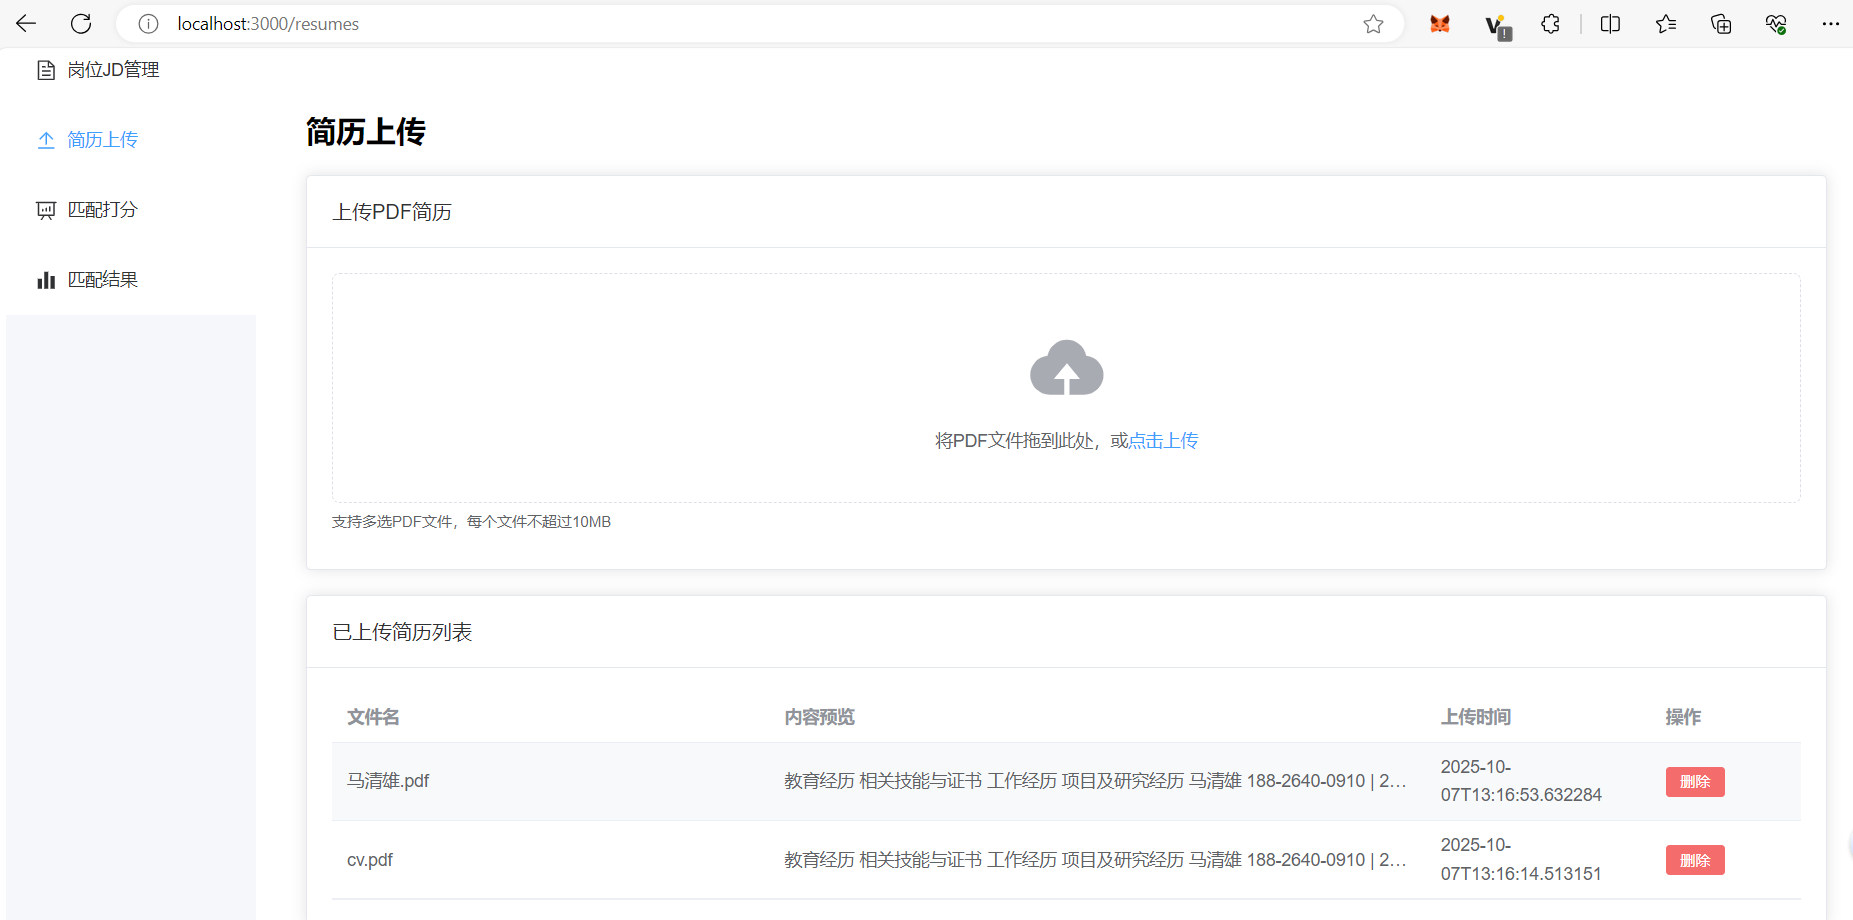 localhost:3000/resumes
岗位JD管理
简历上传
匹配打分
匹配结果
简历上传
上传PDF简历
将PDF文件拖到此处，或点击上传
支持多选PDF文件，每个文件不超过10MB
已上传简历列表
文件名 内容预览 上传时间 操作
马清雄.pdf 教育经历 相关技能与证书 工作经历 项目及研究经历 马清雄 188-2640-0910 | 2… 2025-10-
07T13:16:53.632284 删除
cv.pdf 教育经历 相关技能与证书 工作经历 项目及研究经历 马清雄 188-2640-0910 | 2… 2025-10-
07T13:16:14.513151 删除